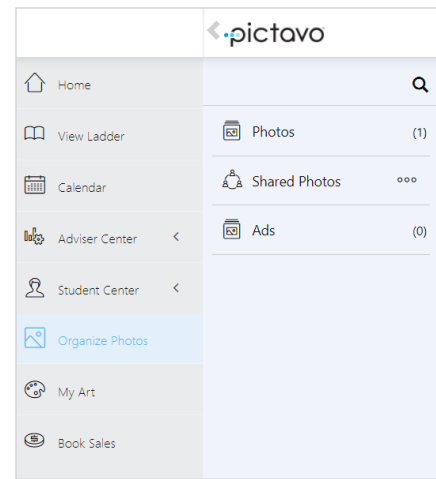 pictavo
Home
View Ladder
Calendar
Adviser Center
Student Center
Organize Photos
My Art
Book Sales
Photos (1)
Shared Photos
Ads (0)